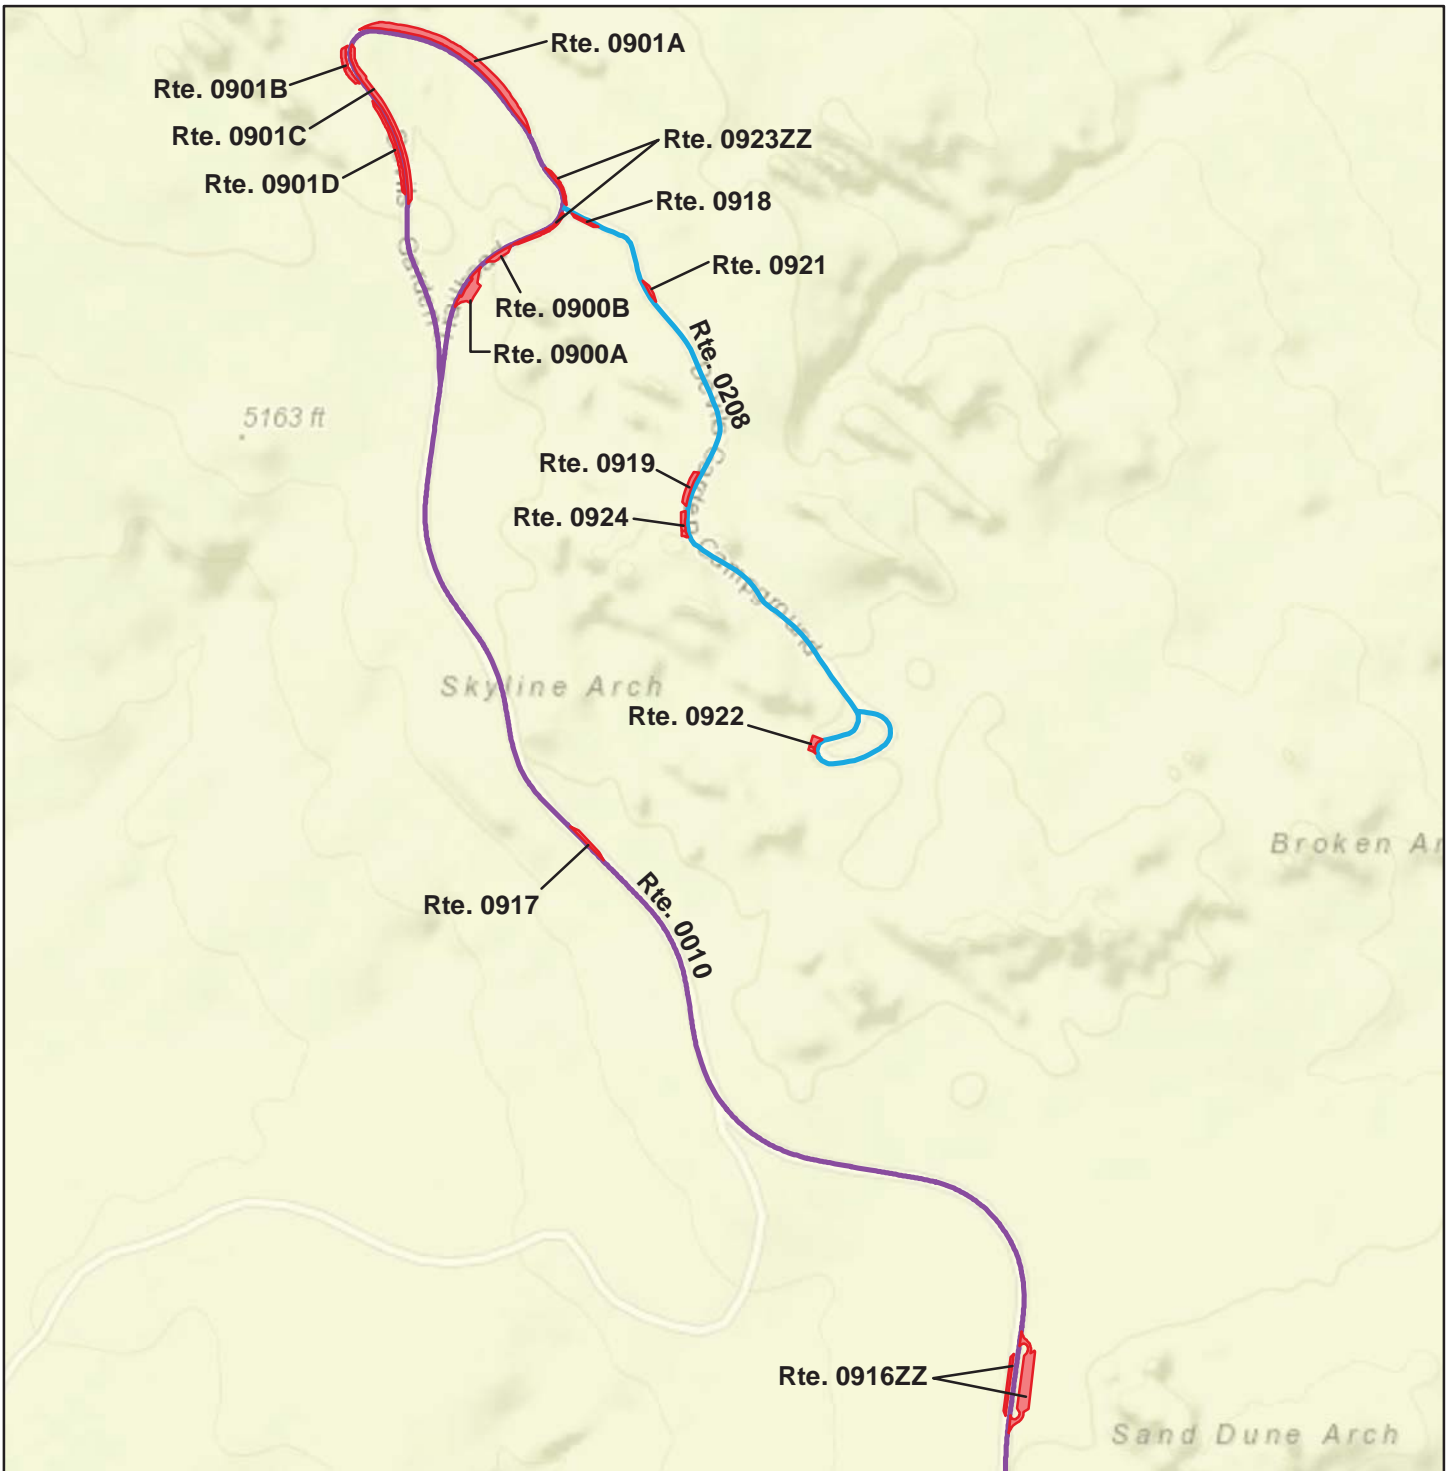 Rte. 0901A
Rte. 0901B
Rte. 0901C
Rte. 0923ZZ
Rte. 0901D
Rte. 0918
Rte. 0921
Rte. 0900B
Rte. 0900A
Rte. 0208
5163 ft
Rte. 0919
Rte. 0924
Garden Campground
Skyline Arch
Rte. 0922
Broken Ar
Rte. 0917
Rte. 0010
Rte. 0916ZZ
Sand Dune Arch